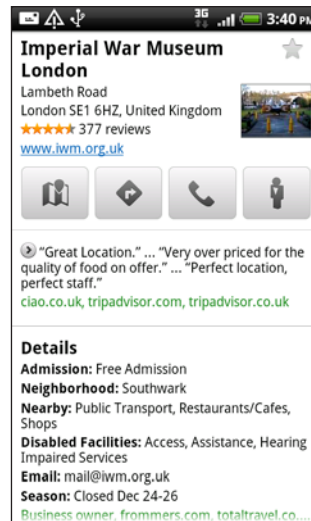 3G 3:40 PM
Imperial War Museum
London
Lambeth Road
London SE1 6HZ, United Kingdom
377 reviews
www.iwm.org.uk
“Great Location.” ... “Very over priced for the
quality of food on offer.” ... “Perfect location,
perfect staff.”
ciao.co.uk, tripadvisor.com, tripadvisor.co.uk
Details
Admission: Free Admission
Neighborhood: Southwark
Nearby: Public Transport, Restaurants/Cafes,
Shops
Disabled Facilities: Access, Assistance, Hearing
Impaired Services
Email: mail@iwm.org.uk
Season: Closed Dec 24-26
Business owner, frommers.com, totaltravel.co....